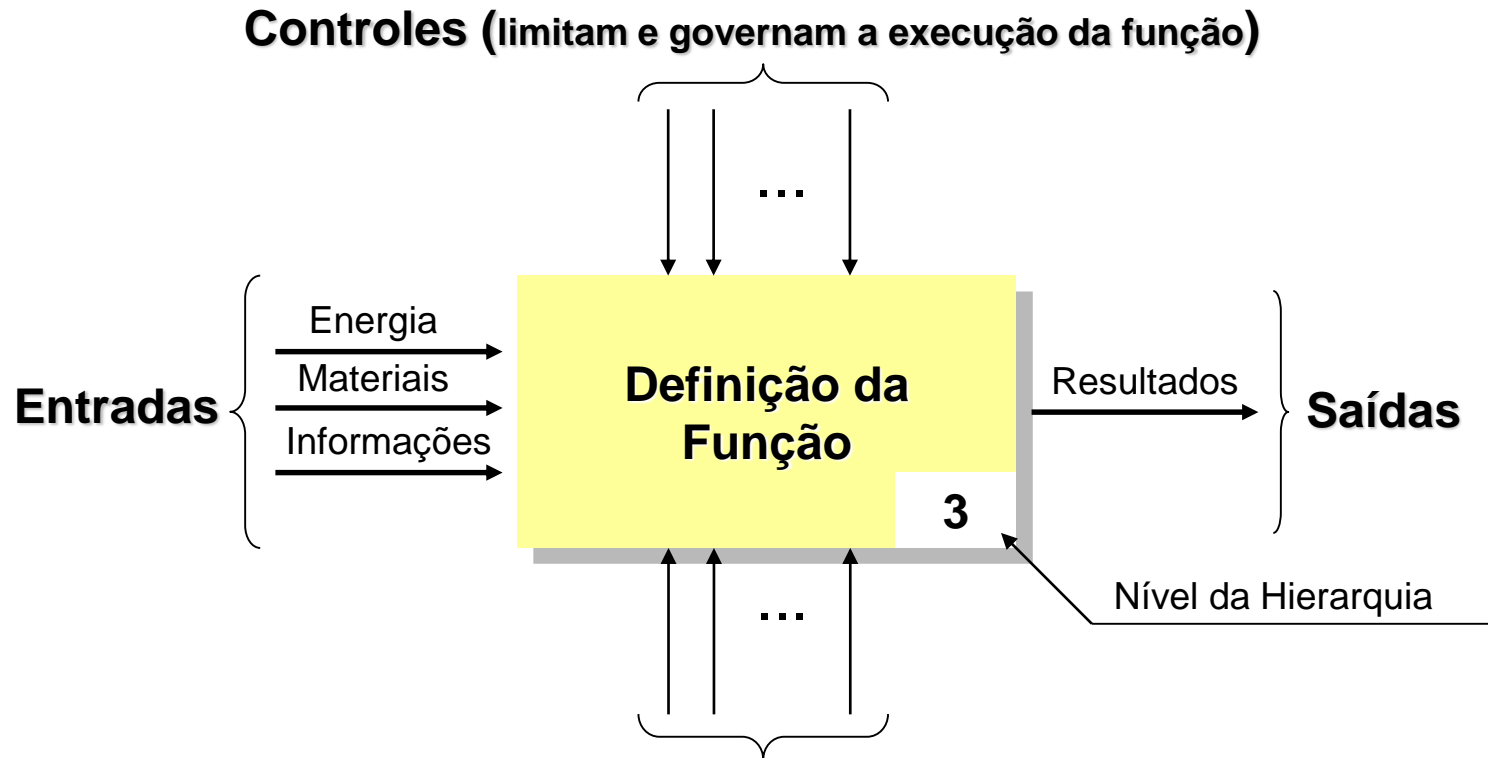 Controles (limitam e governam a execução da função)
...
Energia
Materiais
Informações
Entradas
Definição da
Função
3
Resultados
Saídas
...
Nível da Hierarquia